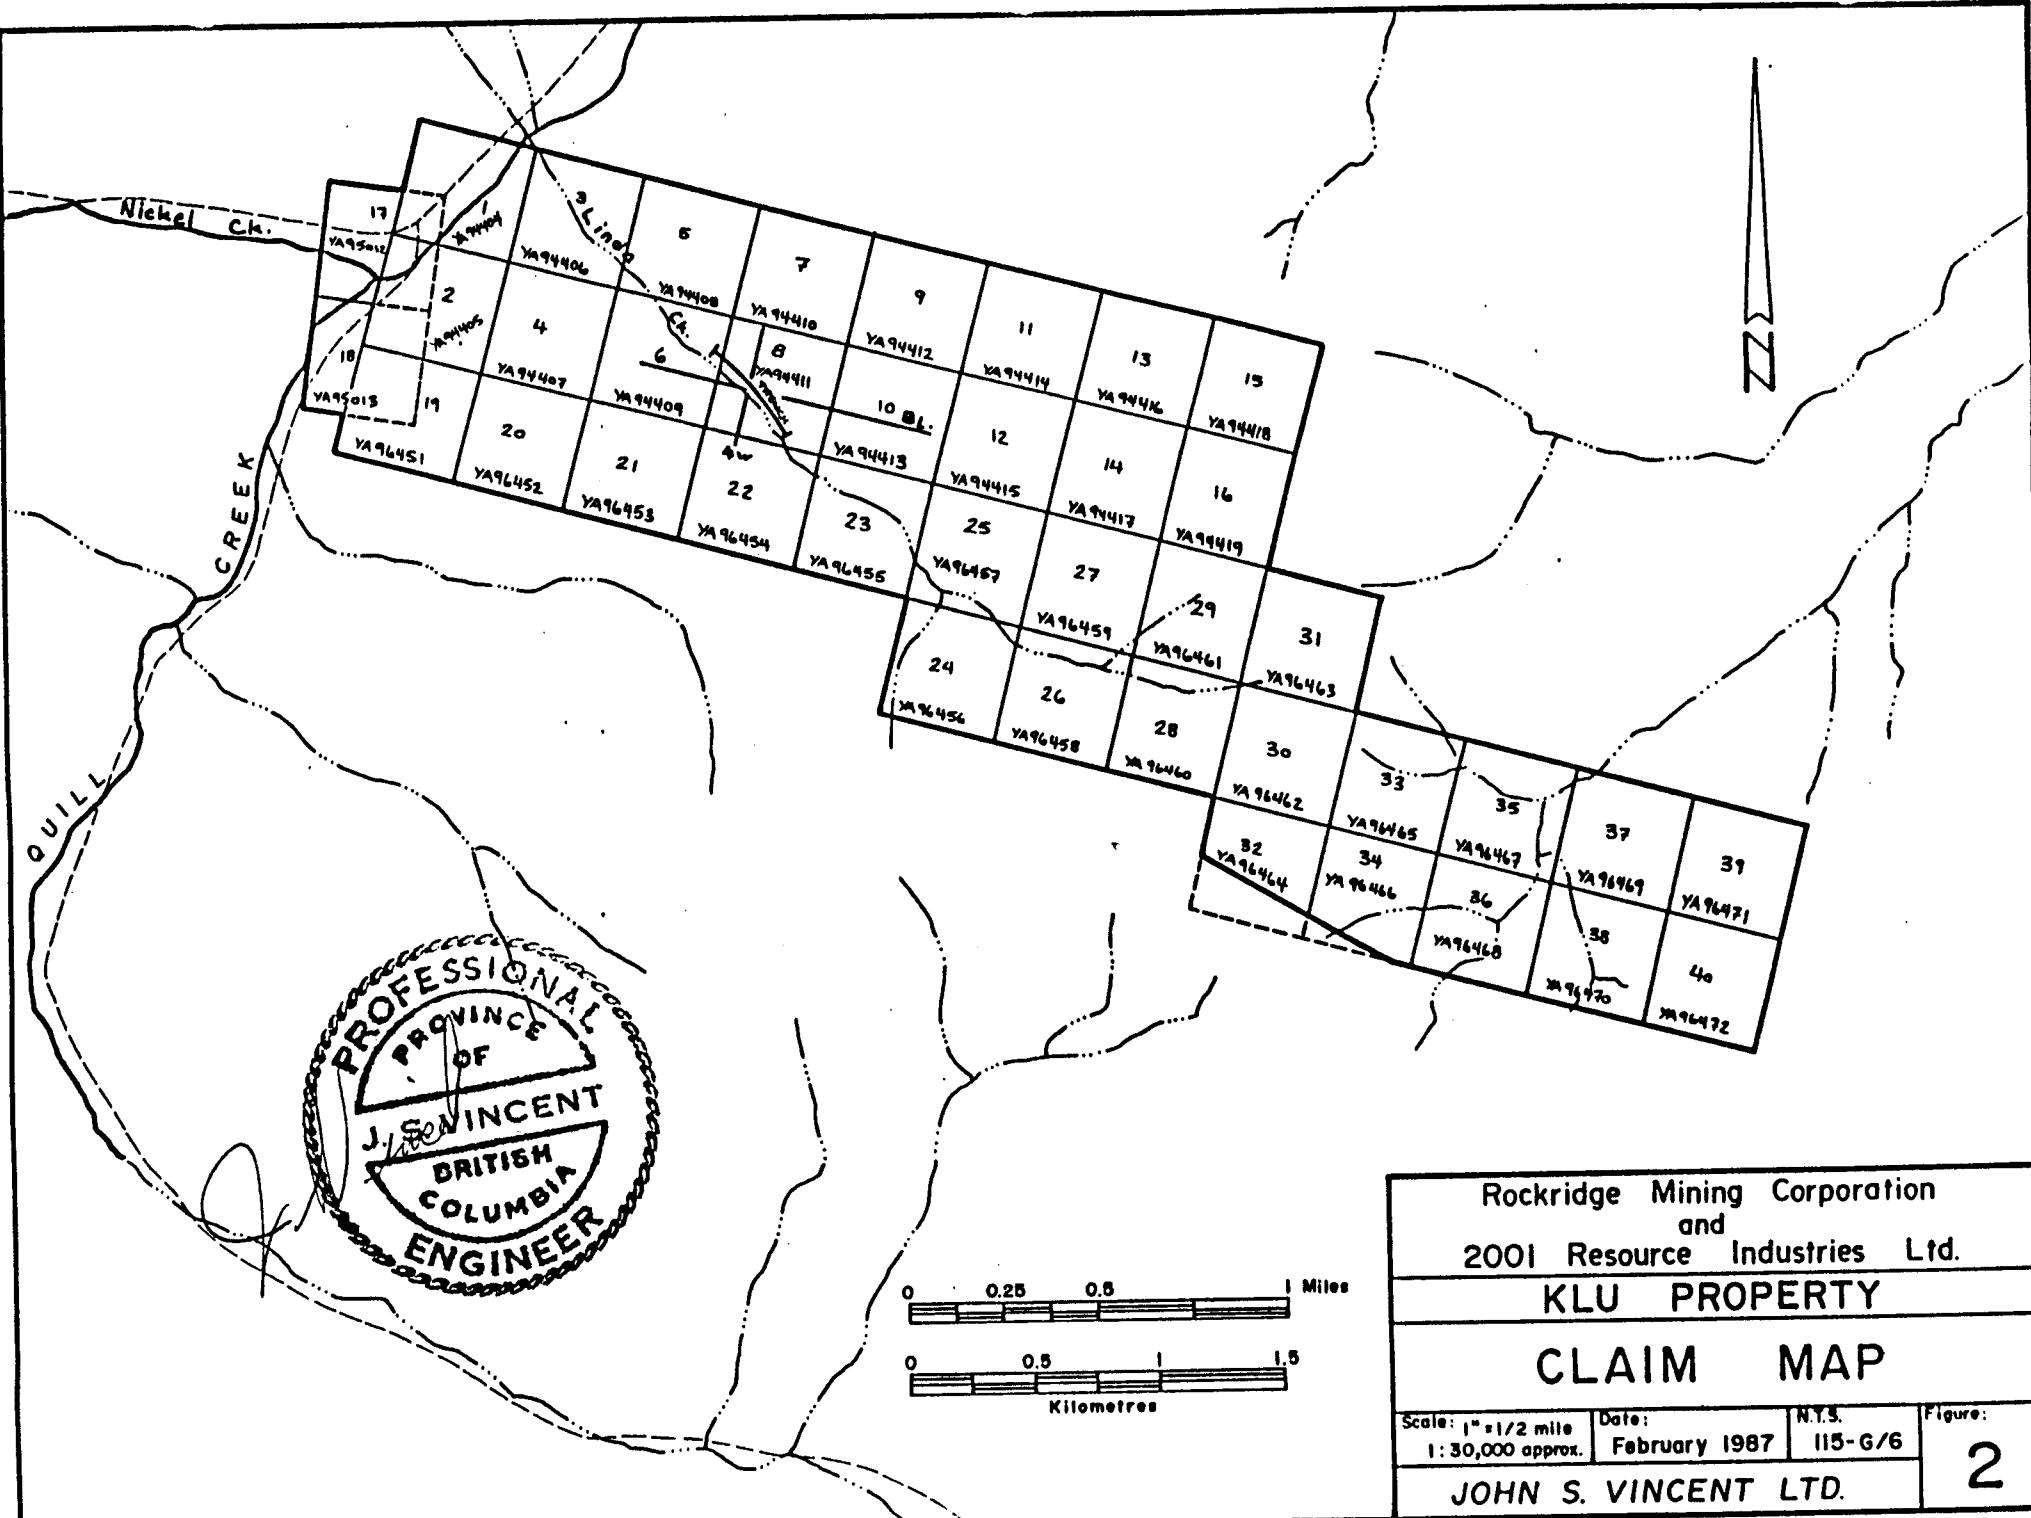 Nickel Ck.
17
YA95012
1
YA94404
3
Linda
Ck.
YA94406
5
YA94408
7
YA94410
9
YA94412
11
YA94414
13
YA94416
15
YA94418
2
YA94405
4
YA94407
6
YA94409
8
YA94411
10 BL.
YA94413
12
YA94415
14
YA94417
16
YA94419
18
YA95013
19
YA96451
20
YA96452
21
YA96453
4W
22
YA96454
23
YA96455
25
YA96457
27
YA96459
29
YA96461
31
YA96463
24
YA96456
26
YA96458
28
YA96460
30
YA96462
33
YA96465
35
YA96467
37
YA96469
39
YA96471
32
YA96464
34
YA96466
36
YA96468
38
YA96470
40
YA96472
QUILL CREEK
N
PROFESSIONAL
PROVINCE
OF
J. S. VINCENT
BRITISH
COLUMBIA
ENGINEER
0 0.25 0.5 1 Miles
0 0.5 1 1.5
Kilometres
Rockridge Mining Corporation
and
2001 Resource Industries Ltd.
KLU PROPERTY
CLAIM MAP
Scale: 1" = 1/2 mile
1:30,000 approx.
Date:
February 1987
N.T.S.
115-G/6
Figure:
2
JOHN S. VINCENT LTD.